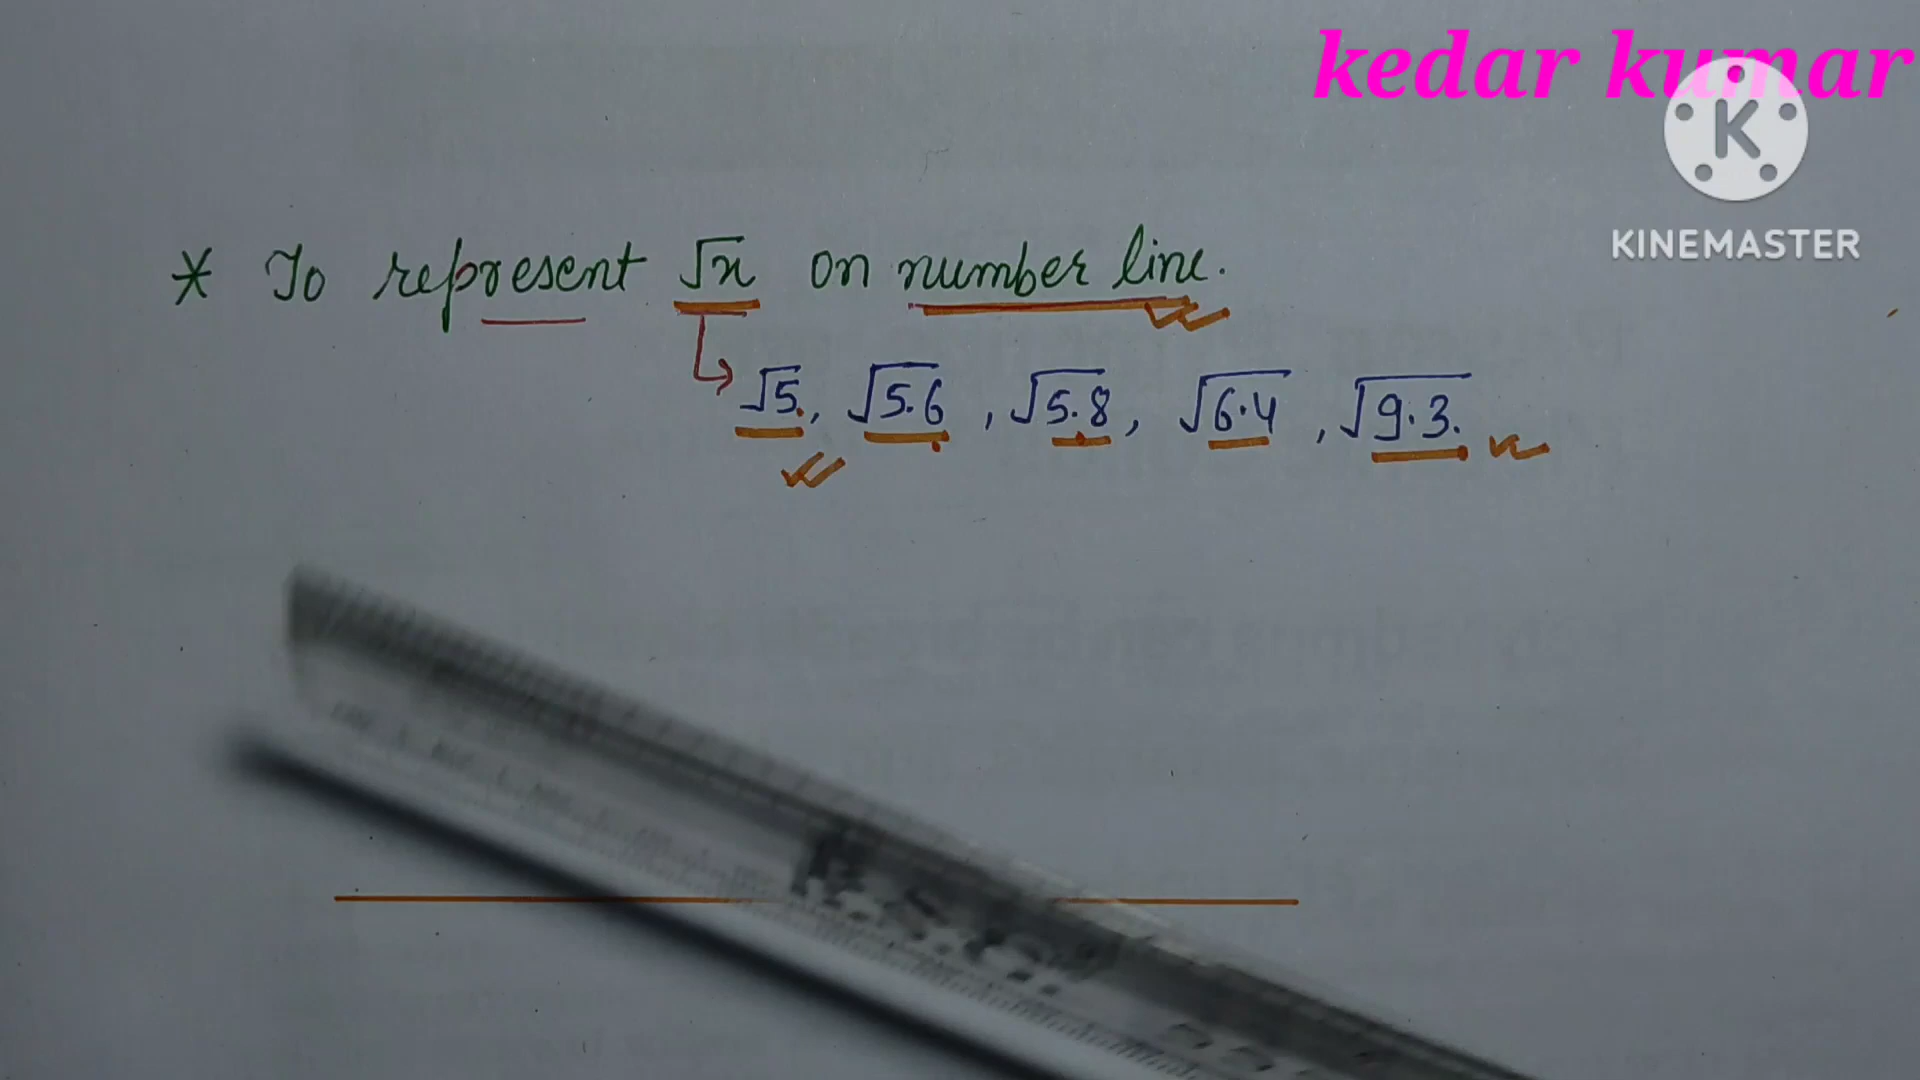 kedar kumar
K
KINEMASTER
* To represent √x on number line.
√5, √5.6, √5.8, √6.4, √9.3.